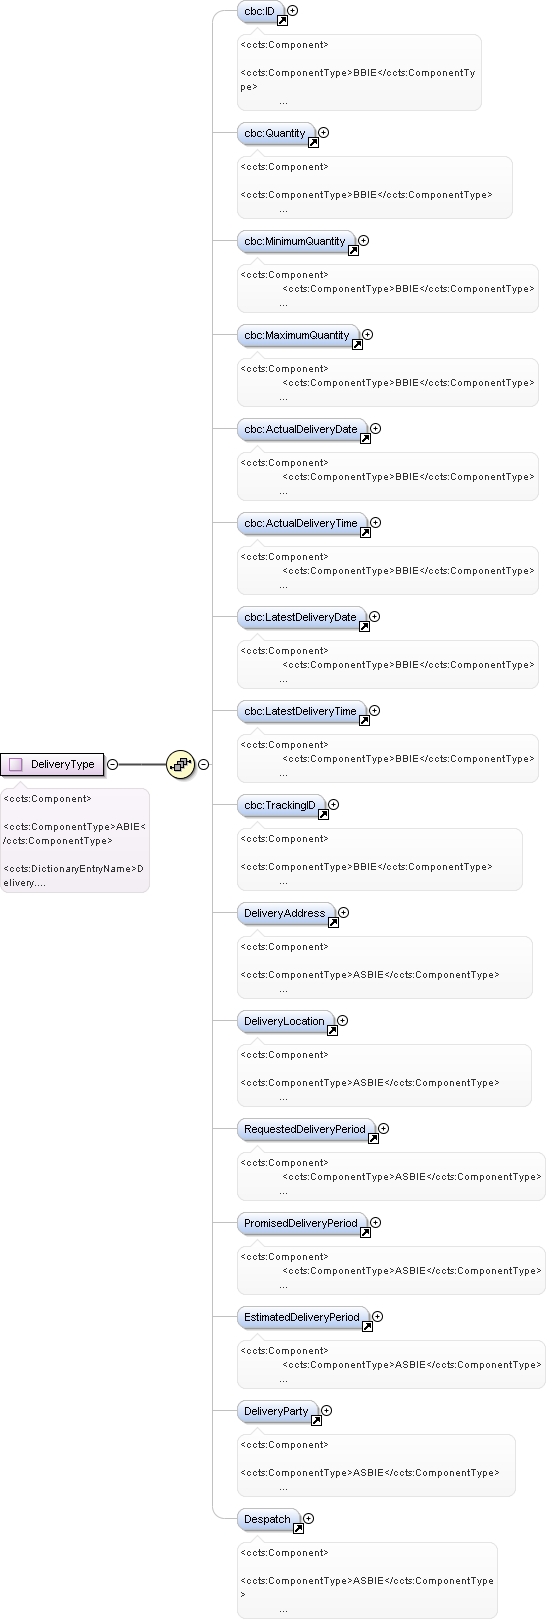 cbc:ID
<ccts:Component>
<ccts:ComponentType>BBIE</ccts:ComponentTy
pe>
...
cbc:Quantity
<ccts:Component>
<ccts:ComponentType>BBIE</ccts:ComponentType>
...
cbc:MinimumQuantity
<ccts:Component>
<ccts:ComponentType>BBIE</ccts:ComponentType>
...
cbc:MaximumQuantity
<ccts:Component>
<ccts:ComponentType>BBIE</ccts:ComponentType>
...
cbc:ActualDeliveryDate
<ccts:Component>
<ccts:ComponentType>BBIE</ccts:ComponentType>
...
cbc:ActualDeliveryTime
<ccts:Component>
<ccts:ComponentType>BBIE</ccts:ComponentType>
...
cbc:LatestDeliveryDate
<ccts:Component>
<ccts:ComponentType>BBIE</ccts:ComponentType>
...
cbc:LatestDeliveryTime
<ccts:Component>
<ccts:ComponentType>BBIE</ccts:ComponentType>
...
DeliveryType
<ccts:Component>
<ccts:ComponentType>ABIE<
/ccts:ComponentType>
<ccts:DictionaryEntryName>D
elivery....
cbc:TrackingID
<ccts:Component>
<ccts:ComponentType>BBIE</ccts:ComponentType>
...
DeliveryAddress
<ccts:Component>
<ccts:ComponentType>ASBIE</ccts:ComponentType>
...
DeliveryLocation
<ccts:Component>
<ccts:ComponentType>ASBIE</ccts:ComponentType>
...
RequestedDeliveryPeriod
<ccts:Component>
<ccts:ComponentType>ASBIE</ccts:ComponentType>
...
PromisedDeliveryPeriod
<ccts:Component>
<ccts:ComponentType>ASBIE</ccts:ComponentType>
...
EstimatedDeliveryPeriod
<ccts:Component>
<ccts:ComponentType>ASBIE</ccts:ComponentType>
...
DeliveryParty
<ccts:Component>
<ccts:ComponentType>ASBIE</ccts:ComponentType>
...
Despatch
<ccts:Component>
<ccts:ComponentType>ASBIE</ccts:ComponentType
>
...